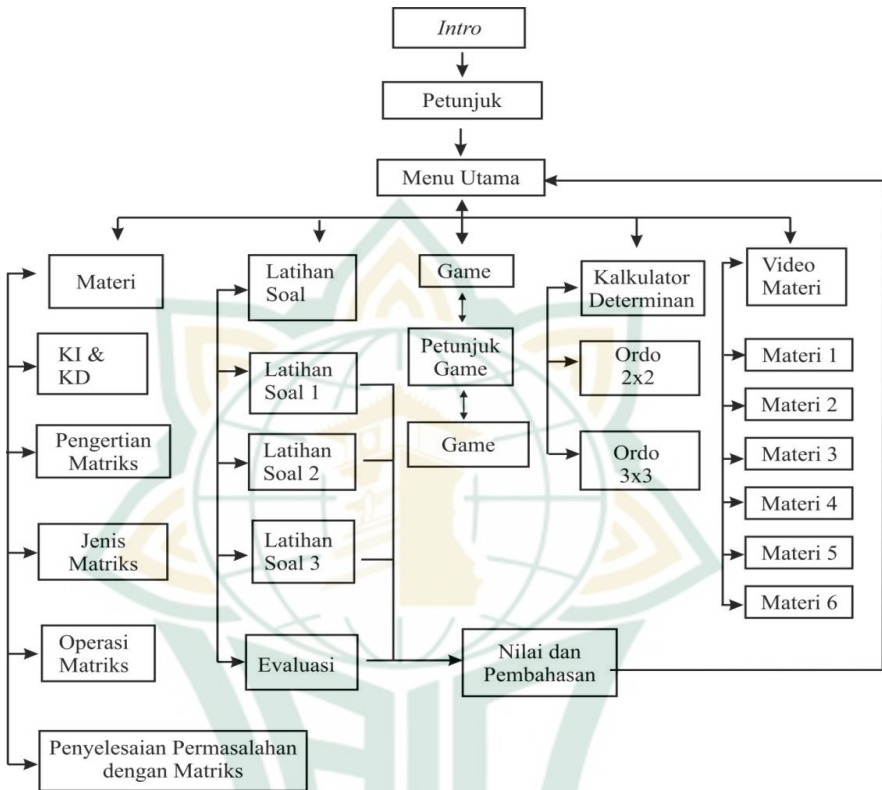 Intro
Petunjuk
Menu Utama
Materi
KI &
KD
Pengertian
Matriks
Jenis
Matriks
Operasi
Matriks
Penyelesaian Permasalahan
dengan Matriks
Latihan
Soal
Latihan
Soal 1
Latihan
Soal 2
Latihan
Soal 3
Evaluasi
Game
Petunjuk
Game
Game
Nilai dan
Pembahasan
Kalkulator
Determinan
Ordo
2x2
Ordo
3x3
Video
Materi
Materi 1
Materi 2
Materi 3
Materi 4
Materi 5
Materi 6